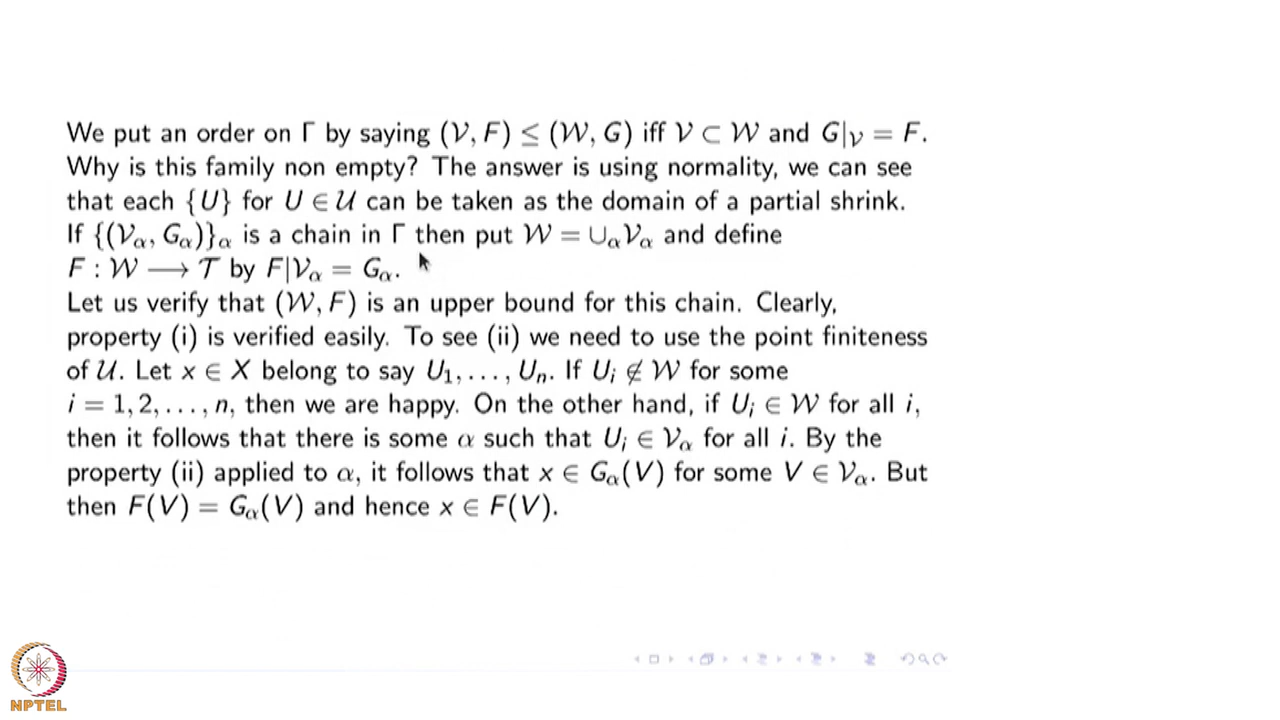 We put an order on Γ by saying (𝒱, F) ≤ (𝒲, G) iff 𝒱 ⊂ 𝒲 and G|𝒱 = F.
Why is this family non empty? The answer is using normality, we can see
that each {U} for U ∈ 𝒰 can be taken as the domain of a partial shrink.
If {(𝒱α, Gα)}α is a chain in Γ then put 𝒲 = ∪α𝒱α and define
F : 𝒲 ⟶ 𝒯 by F|𝒱α = Gα.
Let us verify that (𝒲, F) is an upper bound for this chain. Clearly,
property (i) is verified easily. To see (ii) we need to use the point finiteness
of 𝒰. Let x ∈ X belong to say U₁, . . . , Uₙ. If Uᵢ ∉ 𝒲 for some
i = 1, 2, . . . , n, then we are happy. On the other hand, if Uᵢ ∈ 𝒲 for all i,
then it follows that there is some α such that Uᵢ ∈ 𝒱α for all i. By the
property (ii) applied to α, it follows that x ∈ Gα(V) for some V ∈ 𝒱α. But
then F(V) = Gα(V) and hence x ∈ F(V).
NPTEL